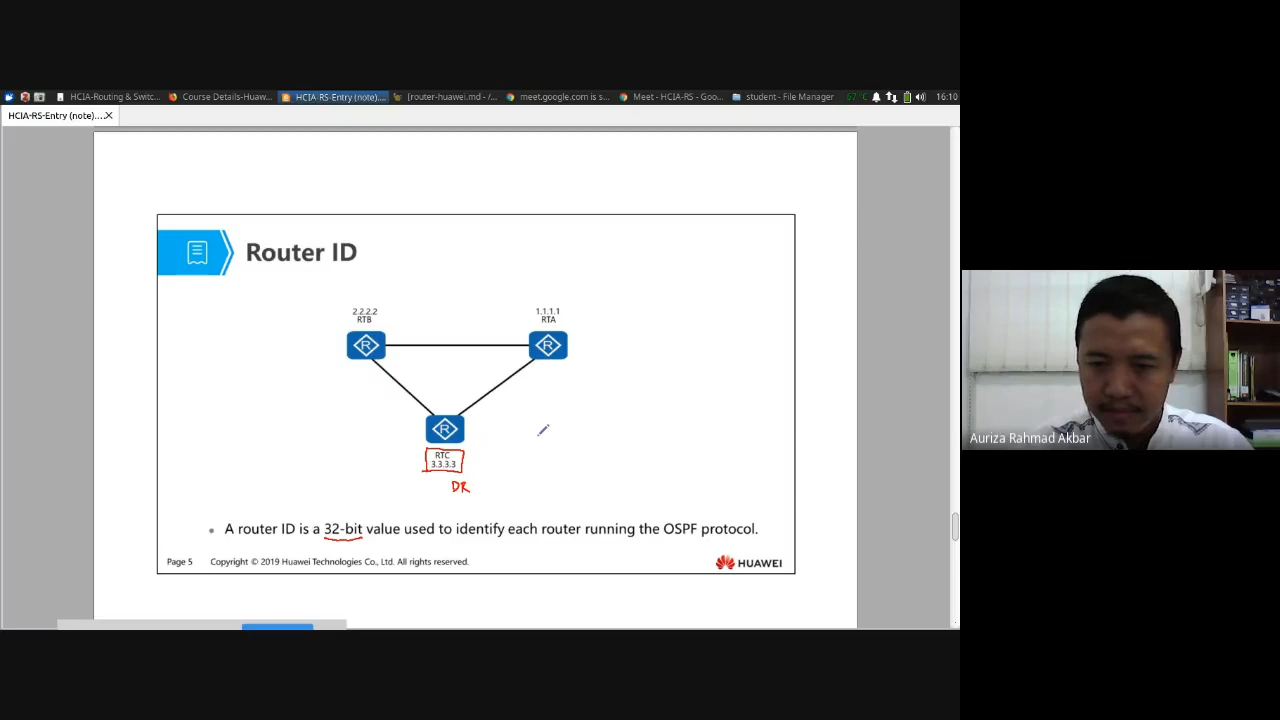 HCIA-Routing & Switc...
Course Details-Huaw...
HCIA-RS-Entry (note)....
[router-huawei.md - /...
meet.google.com is s...
Meet - HCIA-RS - Goo...
student - File Manager
67°C
16:10
HCIA-RS-Entry (note)....
Router ID
2.2.2.2
RTB
1.1.1.1
RTA
R
R
R
RTC
3.3.3.3
DR
• A router ID is a 32-bit value used to identify each router running the OSPF protocol.
Page 5 Copyright © 2019 Huawei Technologies Co., Ltd. All rights reserved.
HUAWEI
Auriza Rahmad Akbar